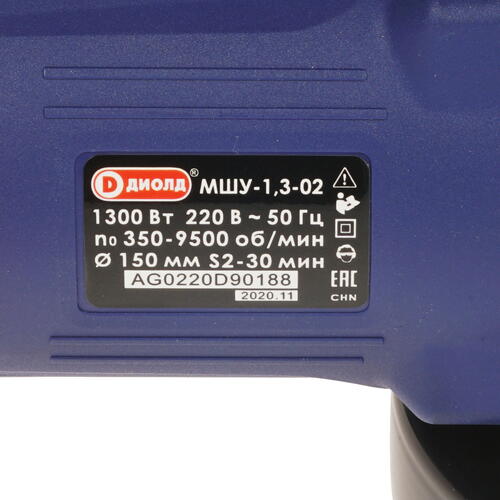 D ДИОЛД® МШУ-1,3-02
1300 Вт 220 В ~ 50 Гц
n₀ 350-9500 об/мин
Ø 150 мм S2-30 мин
AG0220D90188
2020.11
EAC
CHN